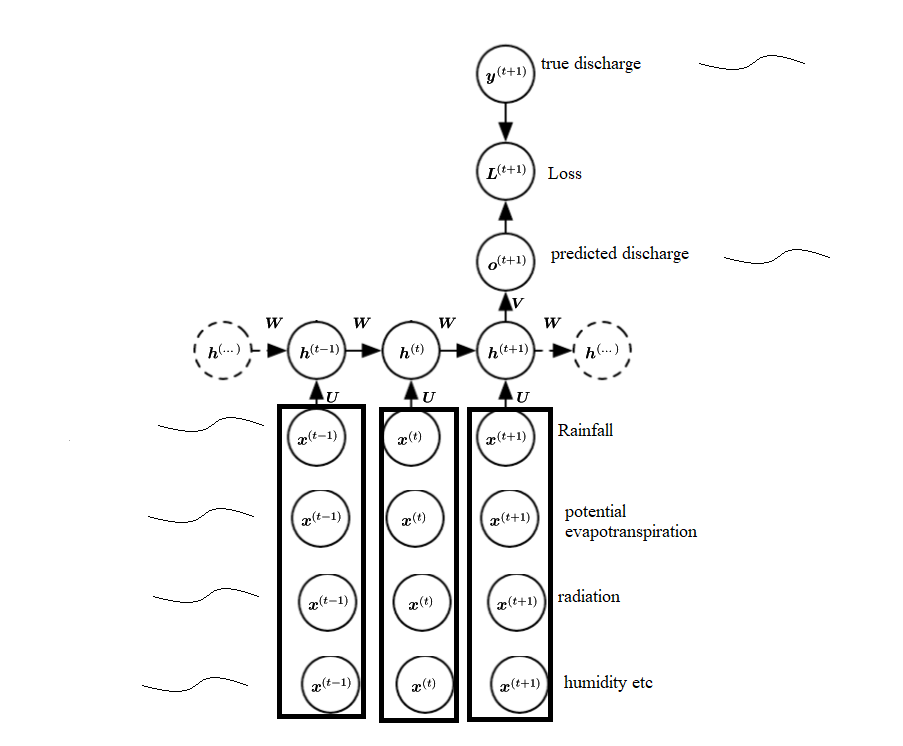 y(t+1) true discharge
L(t+1) Loss
o(t+1) predicted discharge
V
W W W W
h(...) h(t−1) h(t) h(t+1) h(...)
U U U
x(t−1) x(t) x(t+1) Rainfall
x(t−1) x(t) x(t+1) potential
evapotranspiration
x(t−1) x(t) x(t+1) radiation
x(t−1) x(t) x(t+1) humidity etc